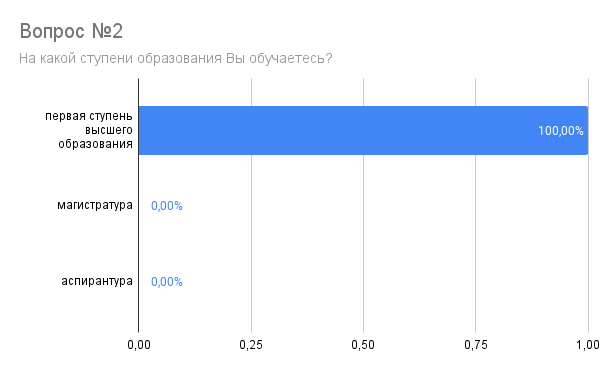 Вопрос №2
На какой ступени образования Вы обучаетесь?
первая ступень
высшего
образования
100,00%
магистратура
0,00%
аспирантура
0,00%
0,00
0,25
0,50
0,75
1,00